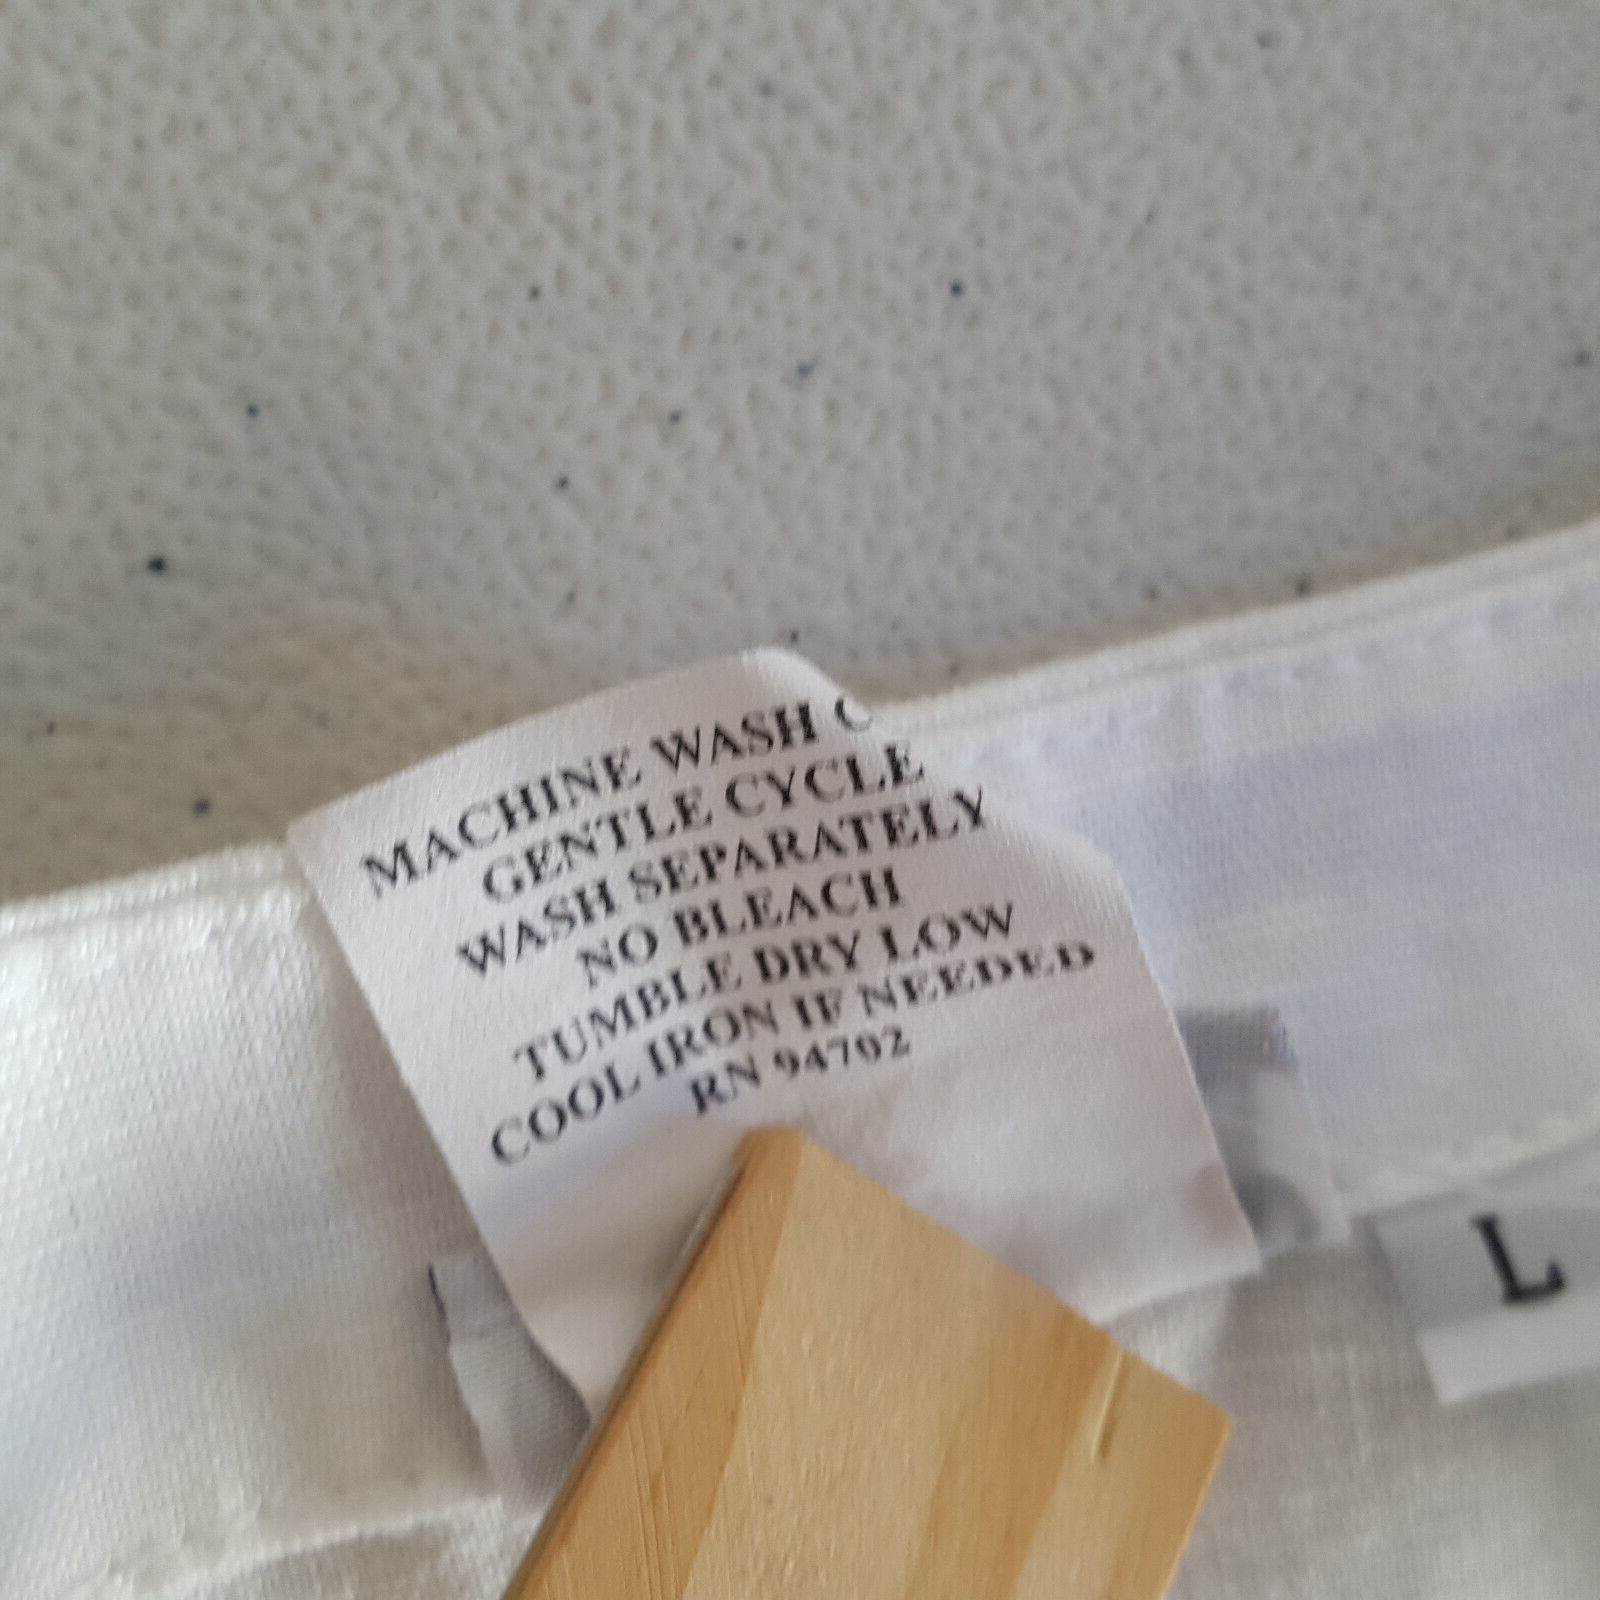 MACHINE WASH C
GENTLE CYCLE
WASH SEPARATELY
NO BLEACH
TUMBLE DRY LOW
COOL IRON IF NEEDED
RN 94702
L